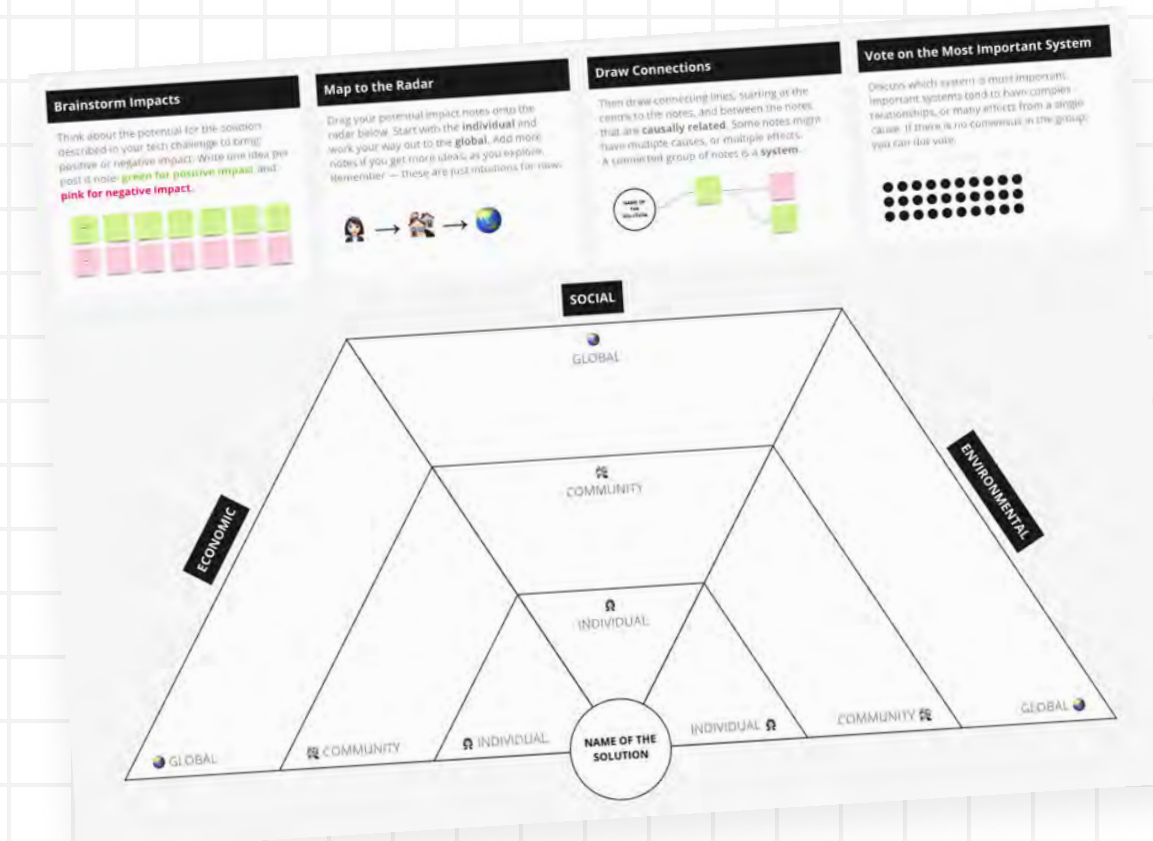 Brainstorm Impacts
Think about the potential for the solution
described in your tech challenge to bring
positive or negative impact. Write one idea per
post it note: green for positive impact and
pink for negative impact.
Map to the Radar
Drag your potential impact notes onto the
radar below. Start with the individual and
work your way out to the global. Add more
notes if you get more ideas, as you explore.
Remember — these are just intuitions for now.
Draw Connections
Then draw connecting lines, starting at the
centre to the notes, and between the notes
that are causally related. Some notes might
have multiple causes, or multiple effects.
A connected group of notes is a system.
NAME OF
THE
SOLUTION
Vote on the Most Important System
Discuss which system is most important.
Important systems tend to have complex
relationships, or many effects from a single
cause. If there is no consensus in the group,
you can dot vote.
SOCIAL
GLOBAL
COMMUNITY
INDIVIDUAL
ECONOMIC
GLOBAL
COMMUNITY
INDIVIDUAL
NAME OF THE
SOLUTION
INDIVIDUAL
COMMUNITY
GLOBAL
ENVIRONMENTAL